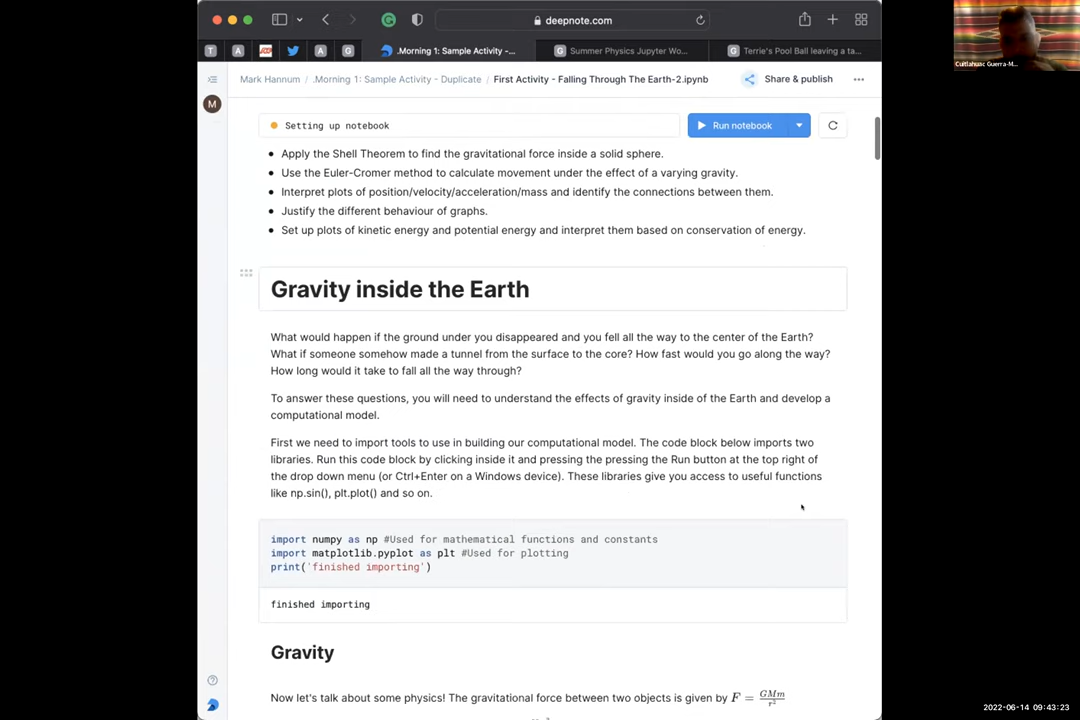 deepnote.com
T A ADP A G .Morning 1: Sample Activity -... G Summer Physics Jupyter Wo... G Terrie's Pool Ball leaving a ta...
Mark Hannum / .Morning 1: Sample Activity - Duplicate / First Activity - Falling Through The Earth-2.ipynb Share & publish
M
Setting up notebook Run notebook
Apply the Shell Theorem to find the gravitational force inside a solid sphere.
Use the Euler-Cromer method to calculate movement under the effect of a varying gravity.
Interpret plots of position/velocity/acceleration/mass and identify the connections between them.
Justify the different behaviour of graphs.
Set up plots of kinetic energy and potential energy and interpret them based on conservation of energy.
Gravity inside the Earth
What would happen if the ground under you disappeared and you fell all the way to the center of the Earth?
What if someone somehow made a tunnel from the surface to the core? How fast would you go along the way?
How long would it take to fall all the way through?
To answer these questions, you will need to understand the effects of gravity inside of the Earth and develop a
computational model.
First we need to import tools to use in building our computational model. The code block below imports two
libraries. Run this code block by clicking inside it and pressing the pressing the Run button at the top right of
the drop down menu (or Ctrl+Enter on a Windows device). These libraries give you access to useful functions
like np.sin(), plt.plot() and so on.
import numpy as np #Used for mathematical functions and constants
import matplotlib.pyplot as plt #Used for plotting
print('finished importing')
finished importing
Gravity
Now let's talk about some physics! The gravitational force between two objects is given by F = GMm/r²
Cuitlahuac Guerra-M...
2022-06-14 09:43:23